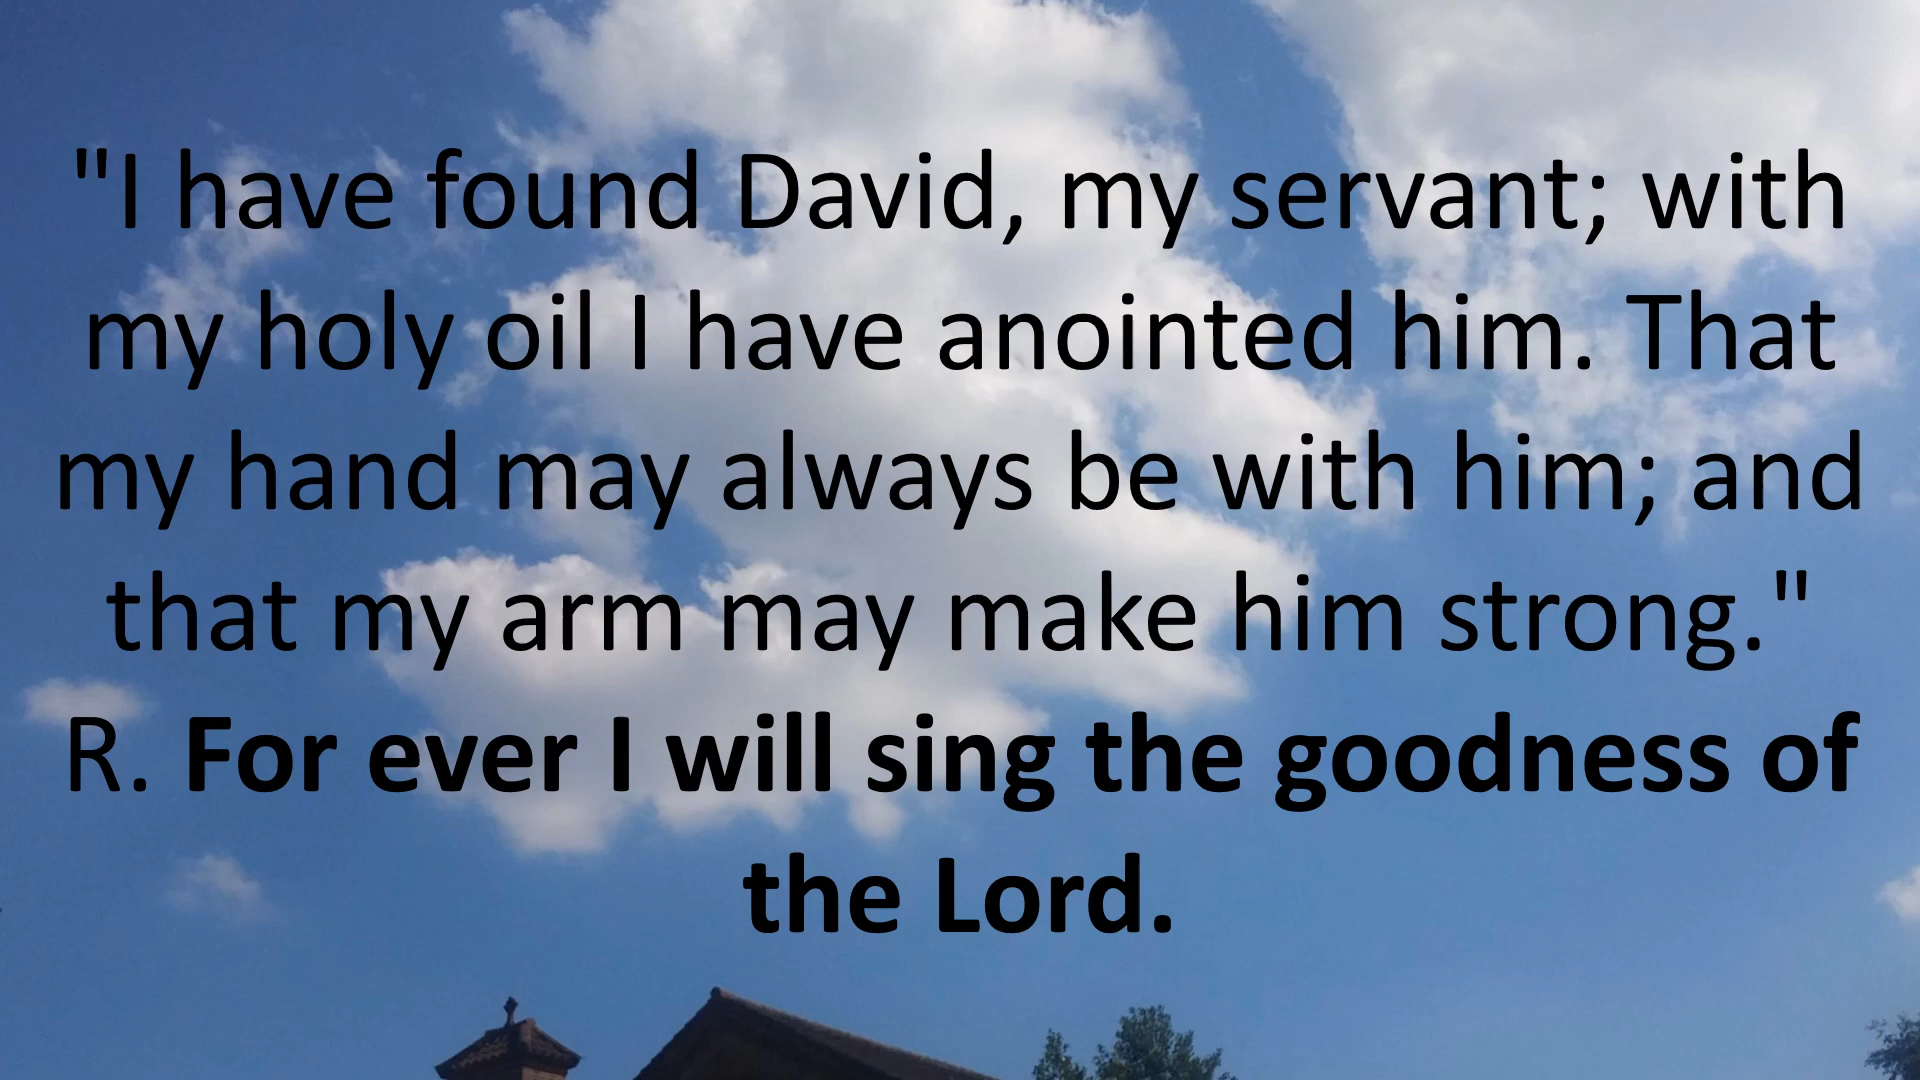 "I have found David, my servant; with
my holy oil I have anointed him. That
my hand may always be with him; and
that my arm may make him strong."
R. For ever I will sing the goodness of
the Lord.